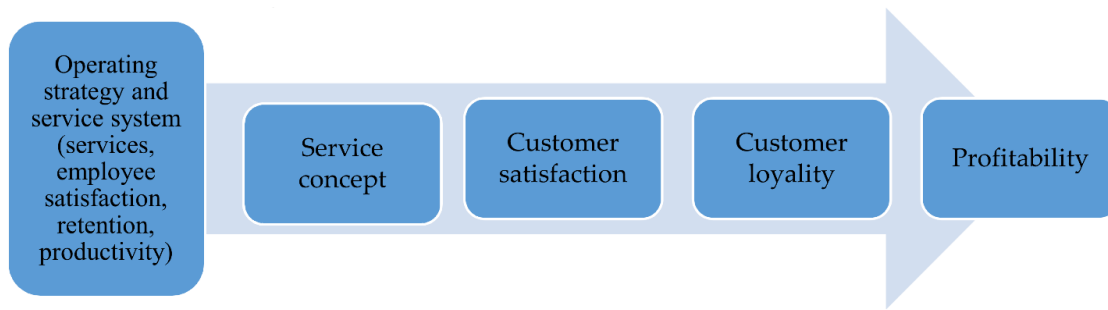 Operating
strategy and
service system
(services,
employee
satisfaction,
retention,
productivity)
Service
concept
Customer
satisfaction
Customer
loyality
Profitability